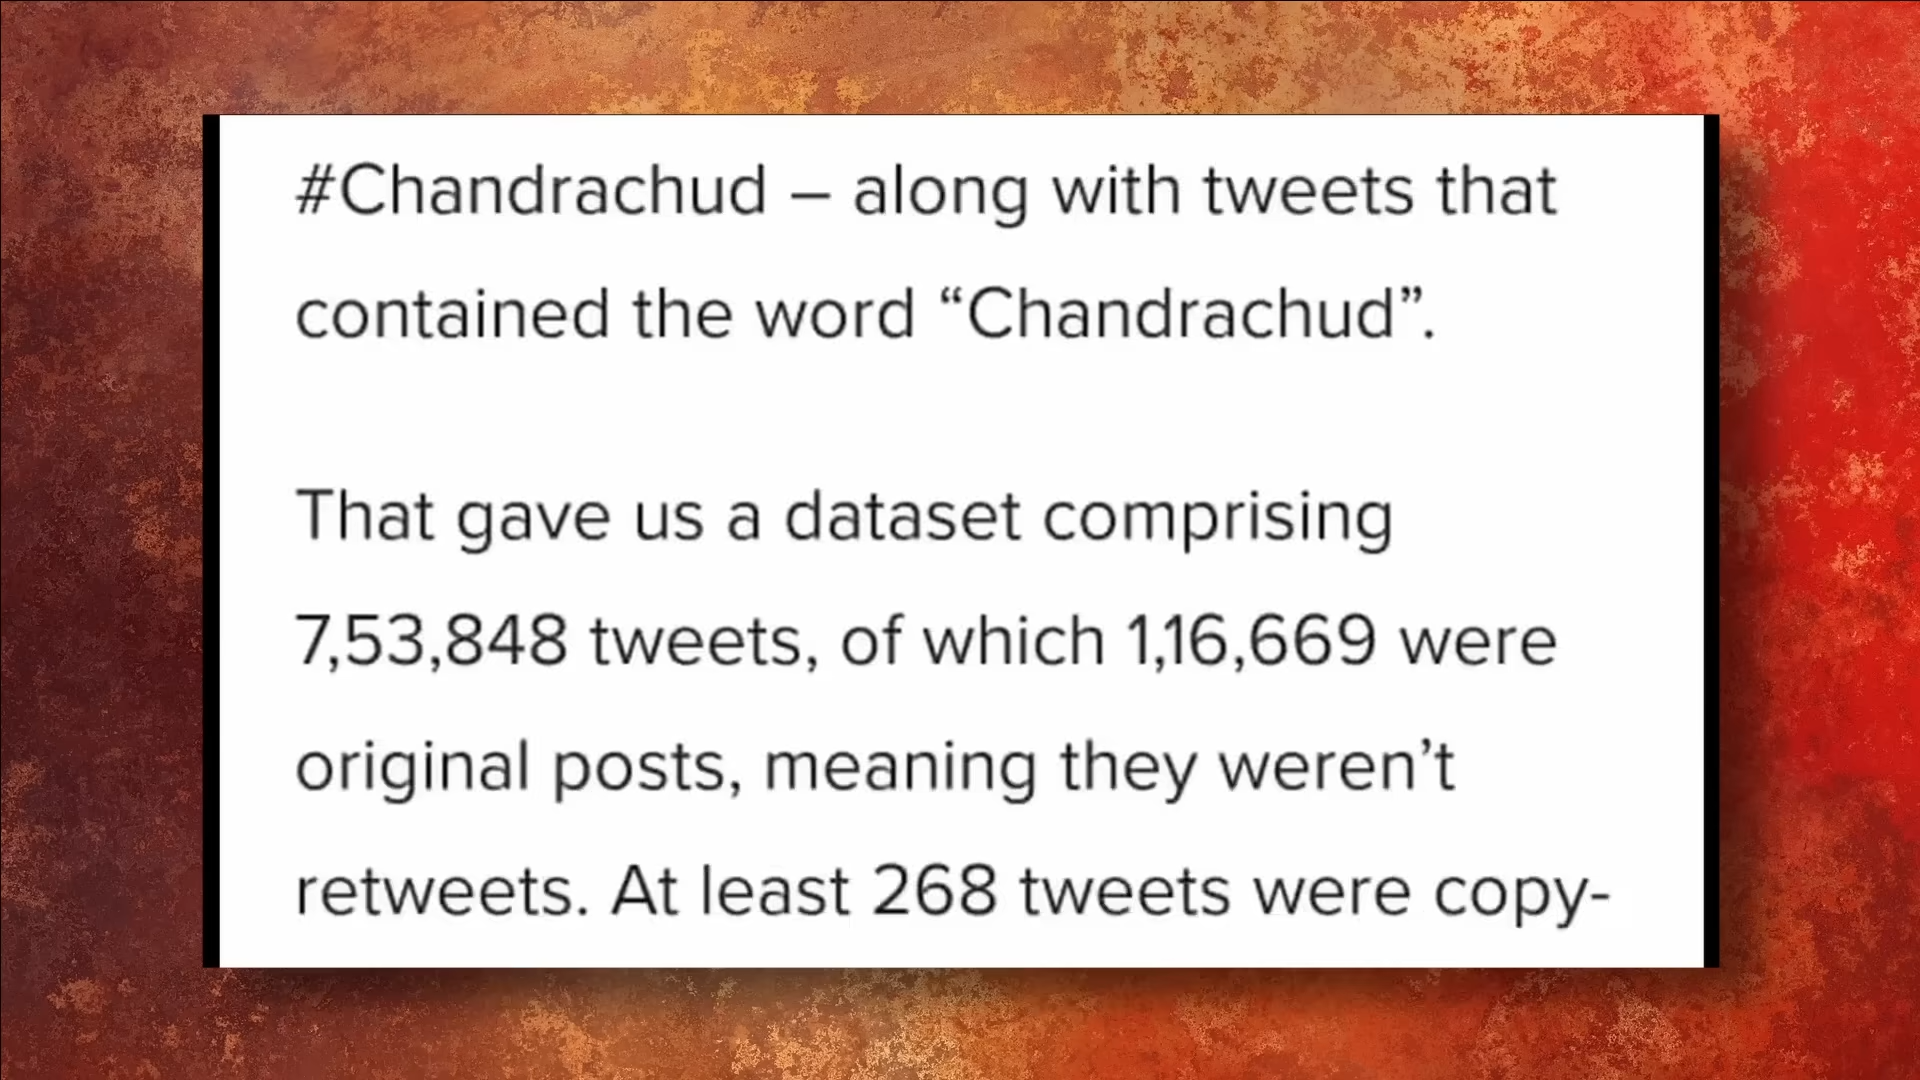 #Chandrachud – along with tweets that
contained the word “Chandrachud”.
That gave us a dataset comprising
7,53,848 tweets, of which 1,16,669 were
original posts, meaning they weren’t
retweets. At least 268 tweets were copy-